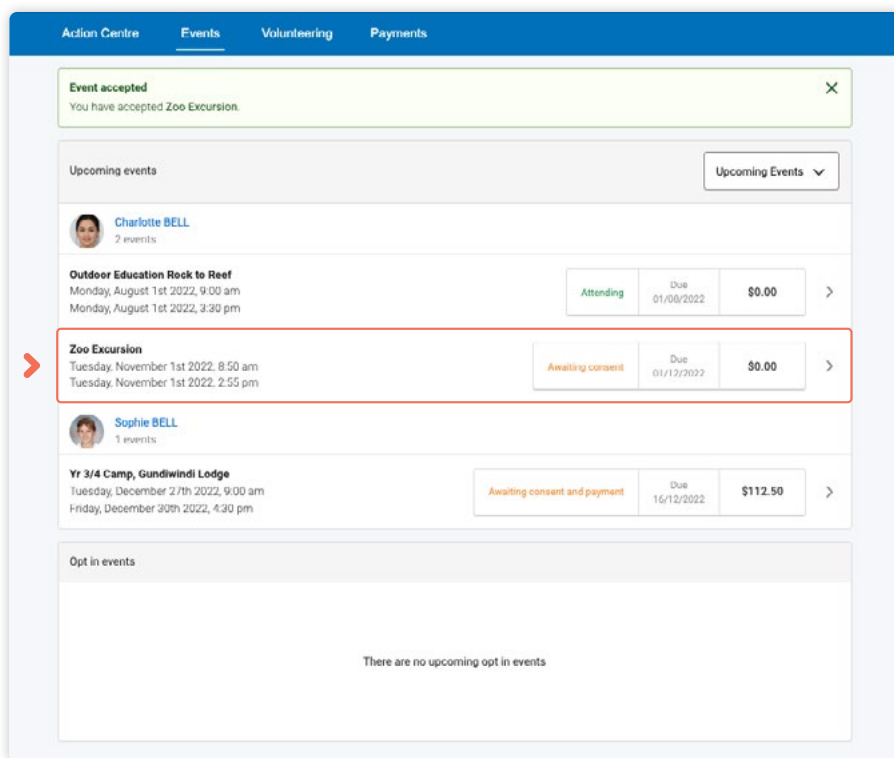 Action Centre Events Volunteering Payments
Event accepted
You have accepted Zoo Excursion.
Upcoming events
Upcoming Events
Charlotte BELL
2 events
Outdoor Education Rock to Reef
Monday, August 1st 2022, 9:00 am
Monday, August 1st 2022, 3:30 pm
Attending
Due
01/08/2022
$0.00
Zoo Excursion
Tuesday, November 1st 2022, 8:50 am
Tuesday, November 1st 2022, 2:55 pm
Awaiting consent
Due
01/12/2022
$0.00
Sophie BELL
1 events
Yr 3/4 Camp, Gundiwindi Lodge
Tuesday, December 27th 2022, 9:00 am
Friday, December 30th 2022, 4:30 pm
Awaiting consent and payment
Due
16/12/2022
$112.50
Opt in events
There are no upcoming opt in events